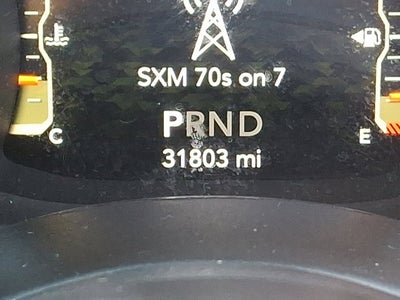 SXM 70s on 7
PRND
C
E
31803 mi